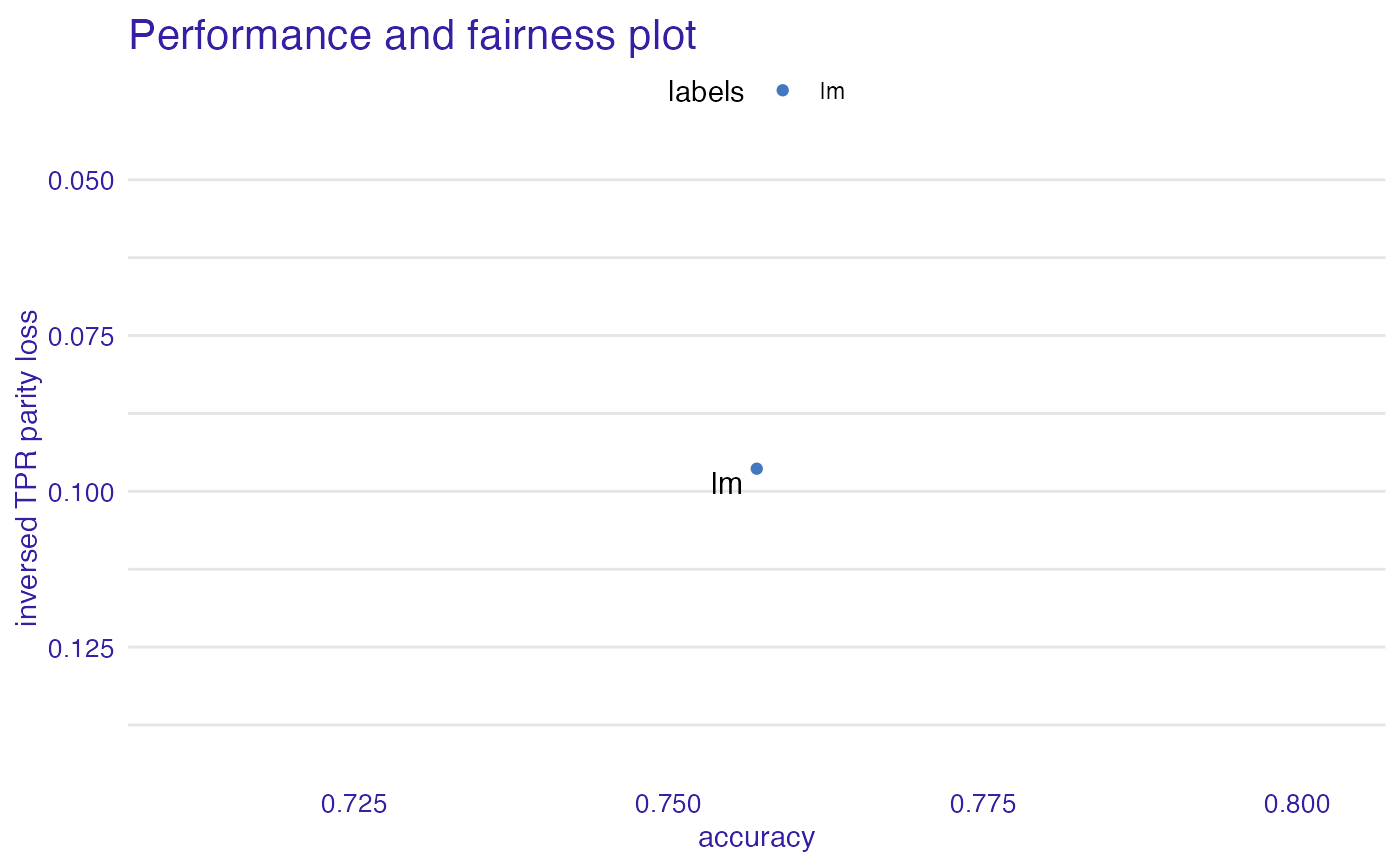 Performance and fairness plot
labels lm
0.050
0.075
0.100
0.125
inversed TPR parity loss
lm
0.725 0.750 0.775 0.800
accuracy